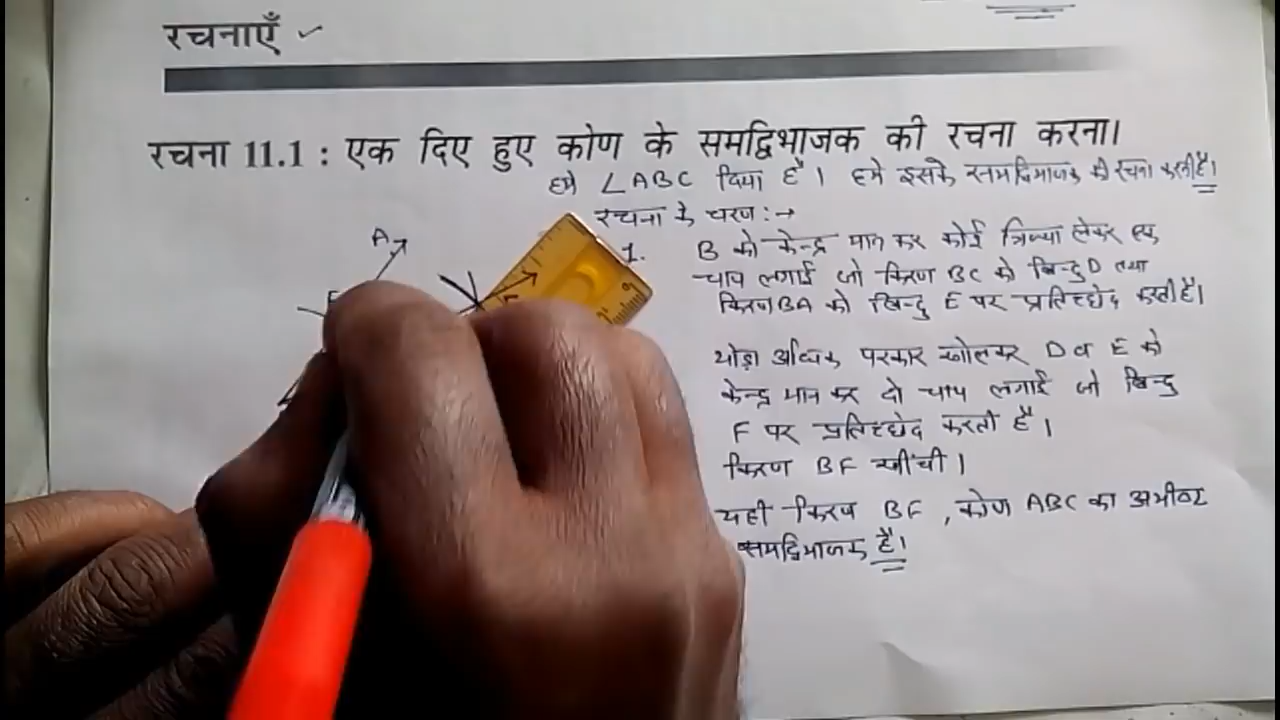 रचनाएँ
रचना 11.1 : एक दिए हुए कोण के समद्विभाजक की रचना करना।
हमे ∠ABC दिया है। हमे इसके समद्विभाजक की रचना करनी है।
रचना के चरण :→
A
E
1. B को केन्द्र मान कर कोई त्रिज्या लेकर एक
चाप लगाई जो किरण BC को बिन्दु D तथा
किरण BA को बिन्दु E पर प्रतिच्छेद करती है।
थोड़ा अधिक परकार खोलकर D व E को
केन्द्र मान कर दो चाप लगाई जो बिन्दु
F पर प्रतिच्छेद करती है।
किरण BF खींची।
यही किरण BF, कोण ABC का अभीष्ट
समद्विभाजक है।